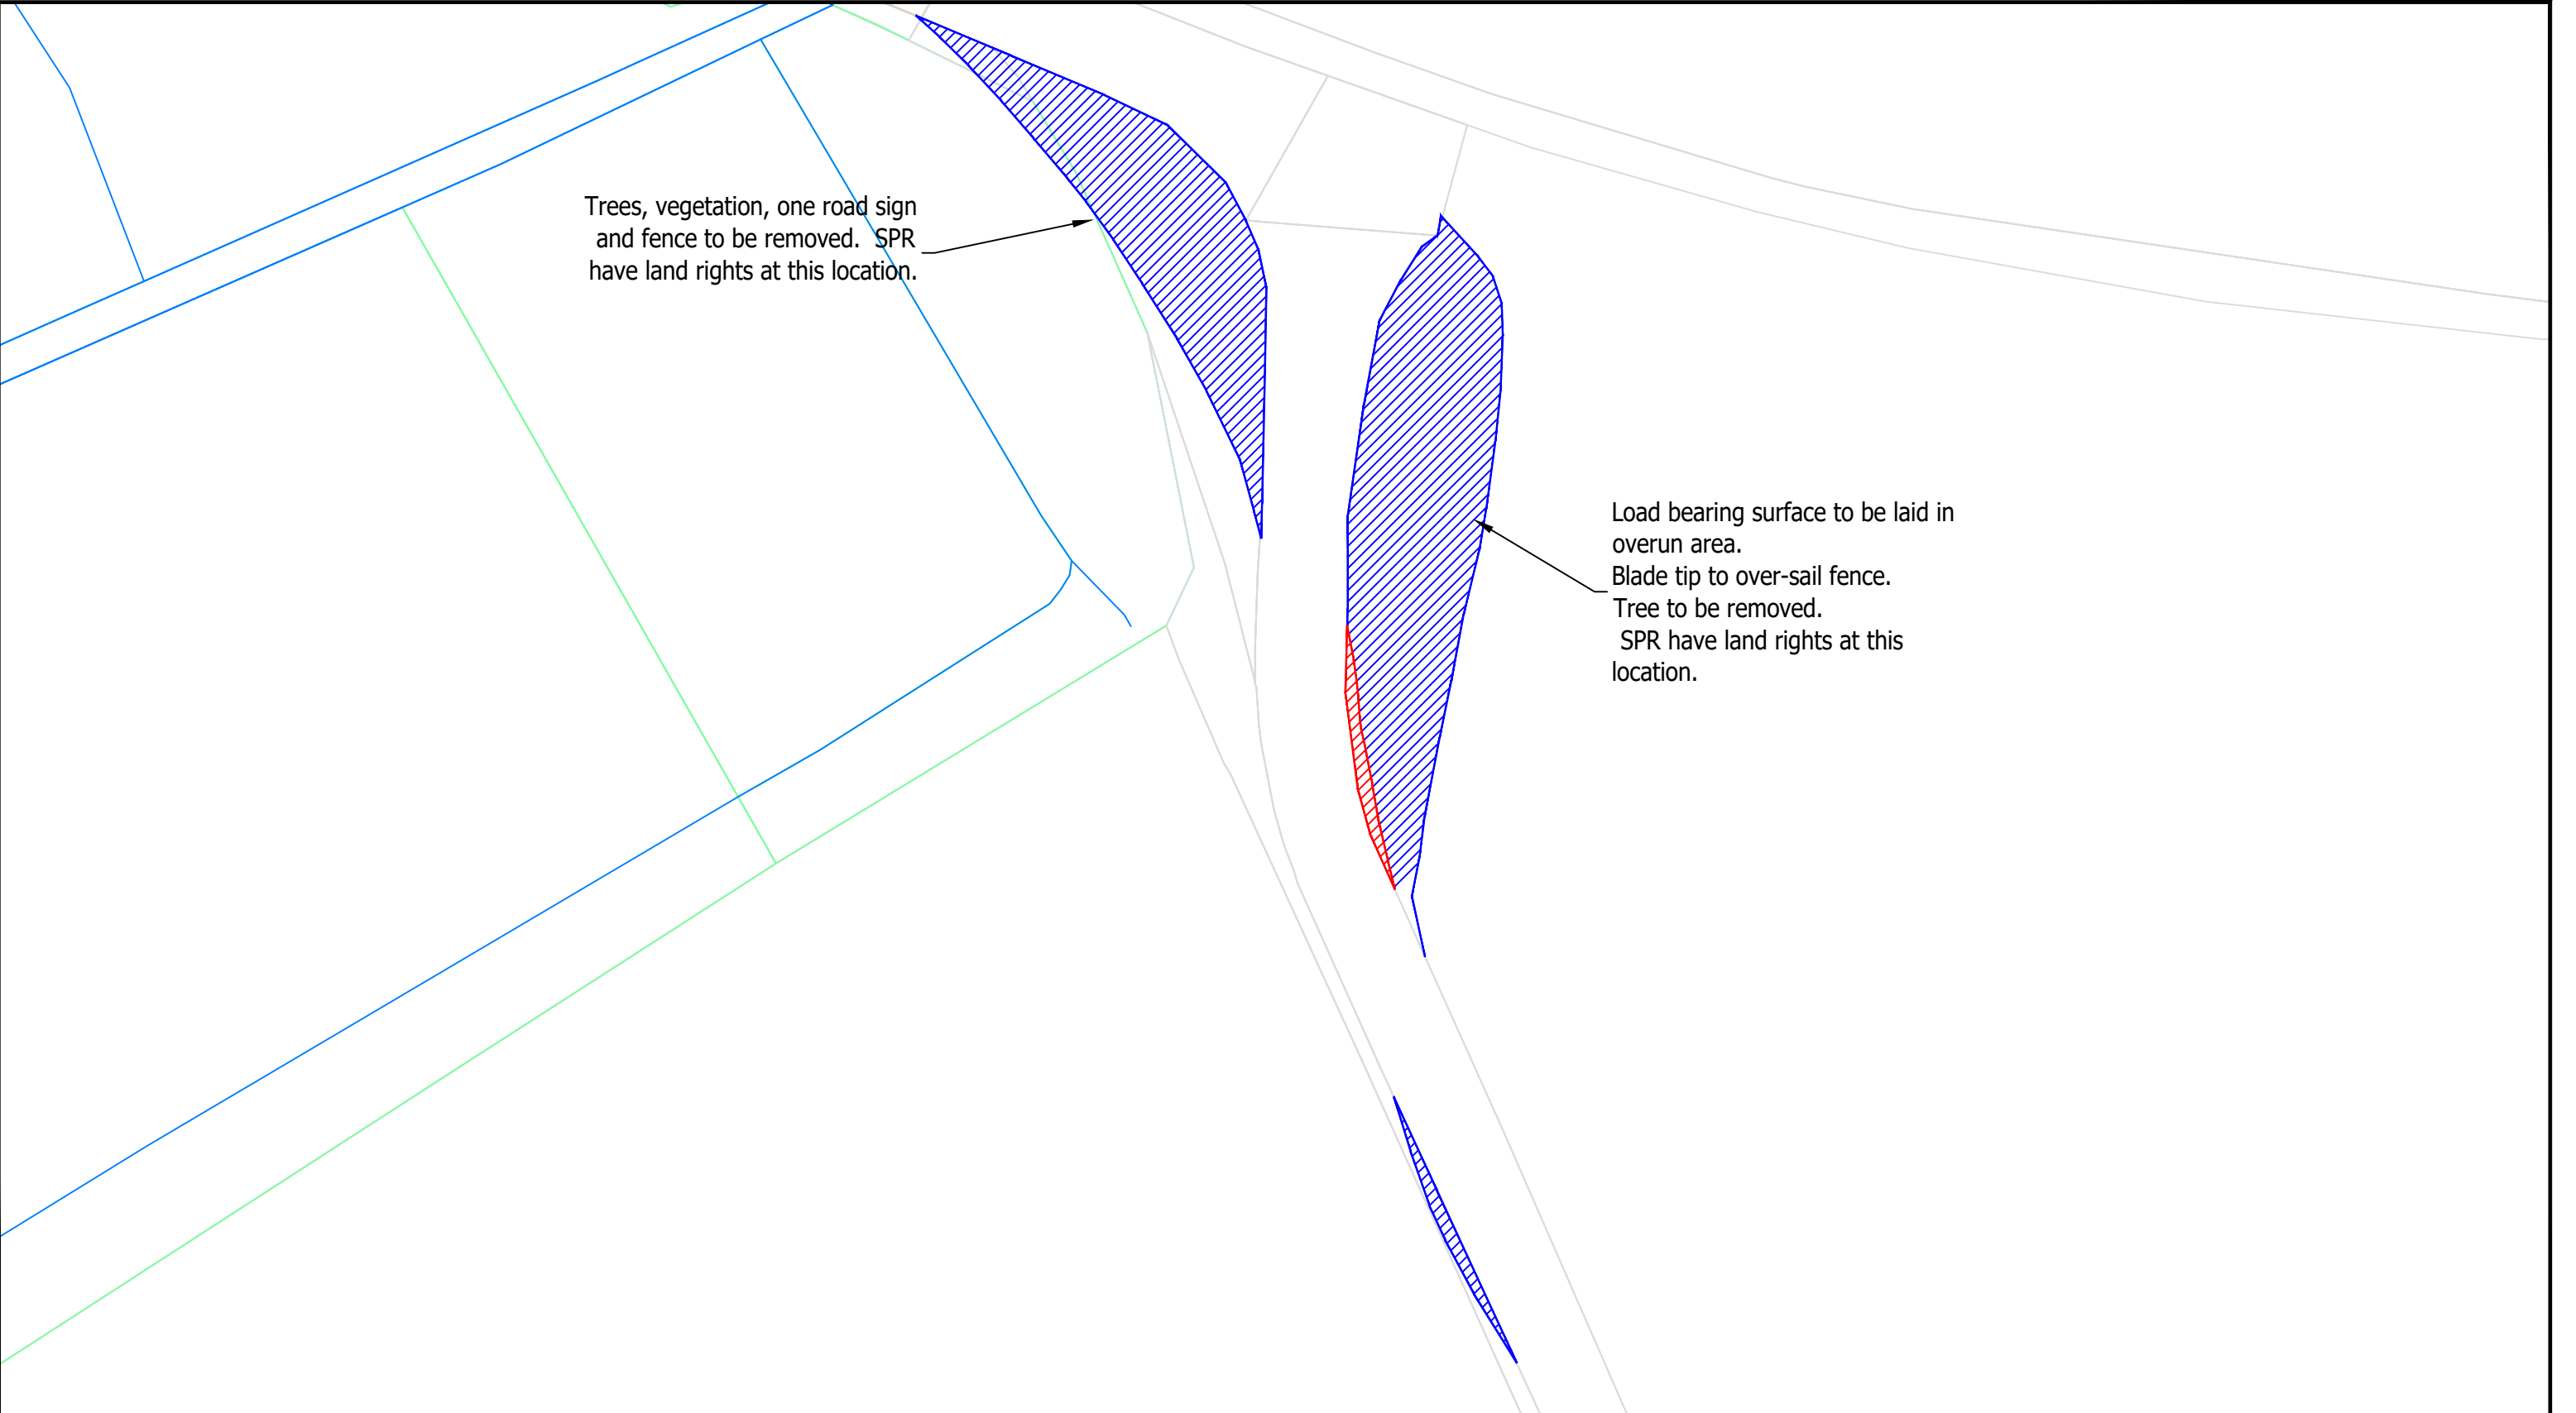 Trees, vegetation, one road sign
and fence to be removed.  SPR
have land rights at this location.
Load bearing surface to be laid in
overun area.
Blade tip to over-sail fence.
Tree to be removed.
SPR have land rights at this
location.